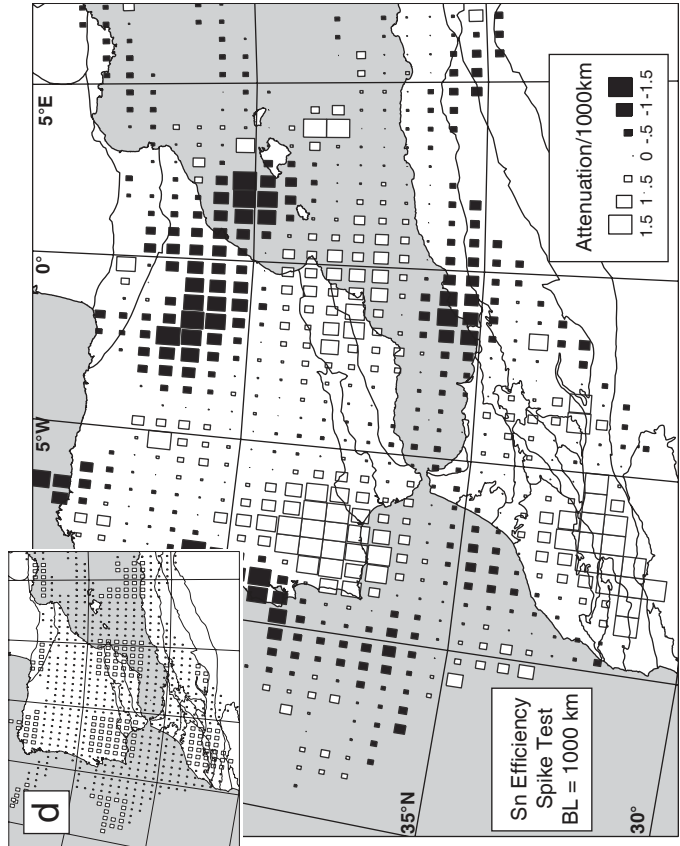 5°E
0°
5°W
Attenuation/1000km
1.5 1 .5 0 -.5 -1 -1.5
d
35°N
30°
Sn Efficiency
Spike Test
BL = 1000 km